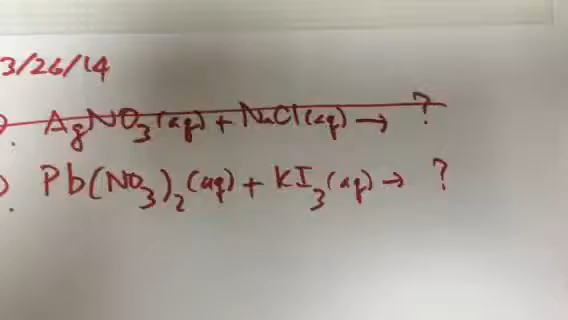 3/26/14
AgNO₃(aq) + NaCl(aq) → ?
Pb(NO₃)₂(aq) + KI₃(aq) → ?